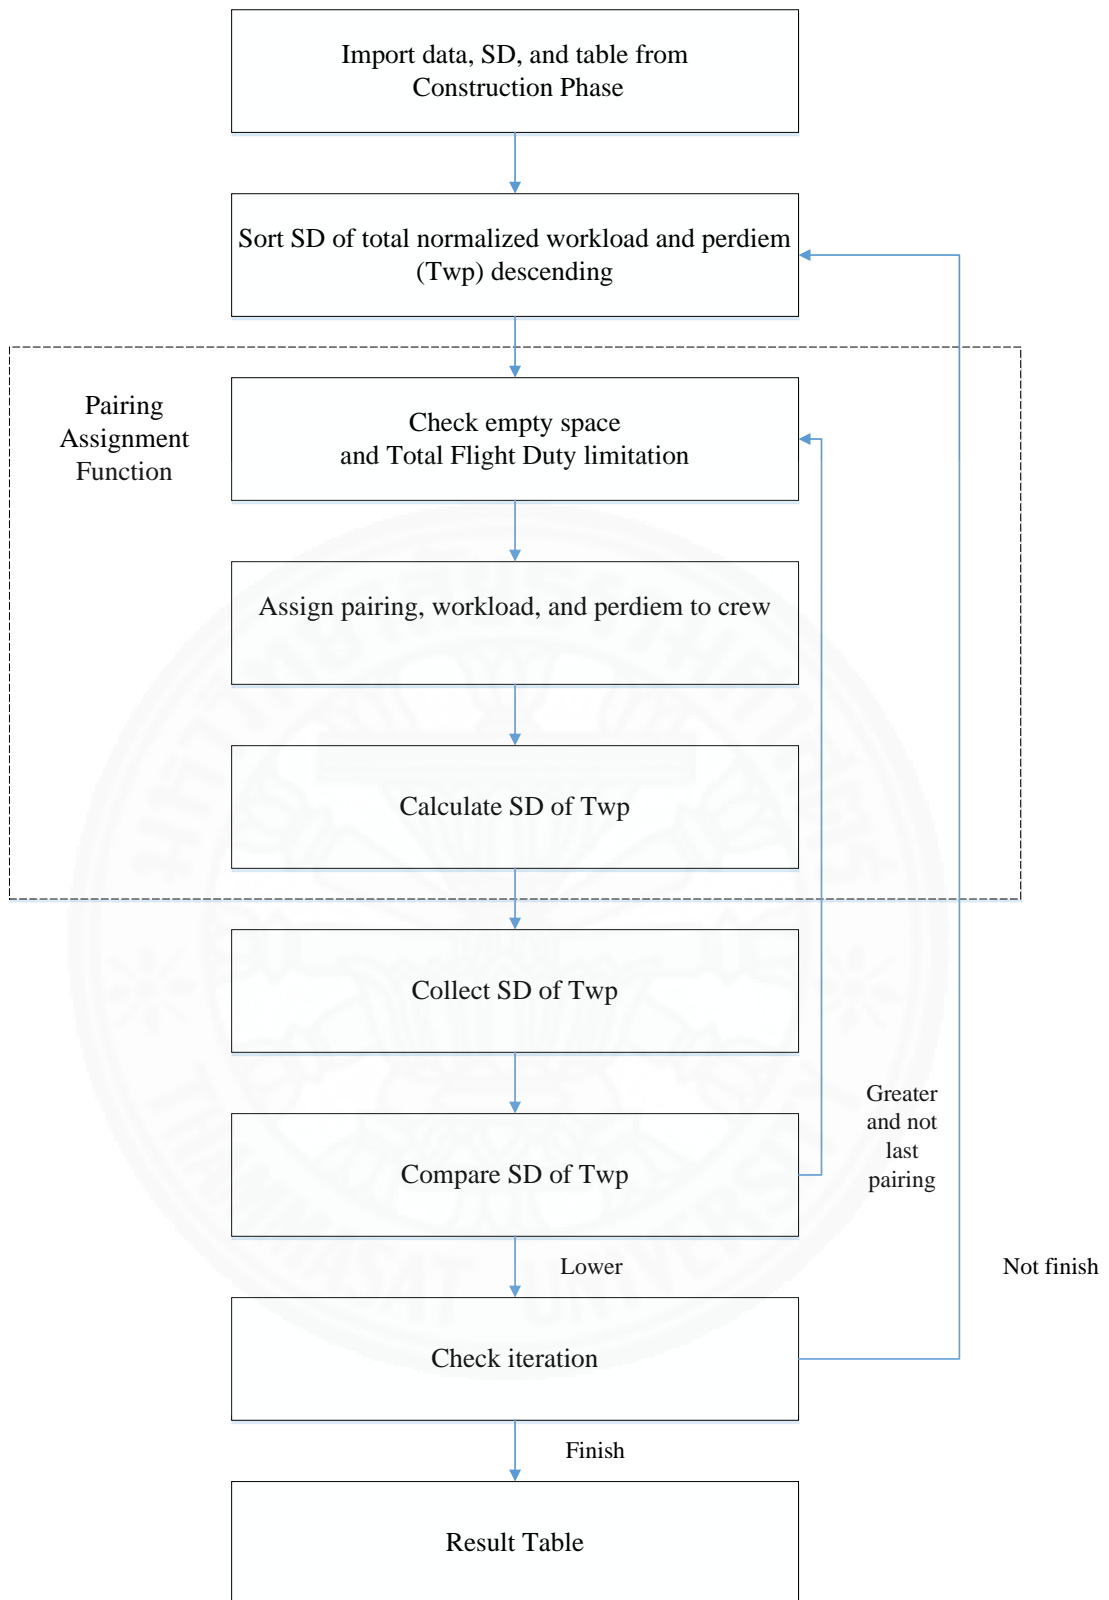 Import data, SD, and table from
Construction Phase
Sort SD of total normalized workload and perdiem
(Twp) descending
Pairing
Assignment
Function
Check empty space
and Total Flight Duty limitation
Assign pairing, workload, and perdiem to crew
Calculate SD of Twp
Collect SD of Twp
Compare SD of Twp
Greater
and not
last
pairing
Lower
Not finish
Check iteration
Finish
Result Table
THAMMASAT UNIVERSITY